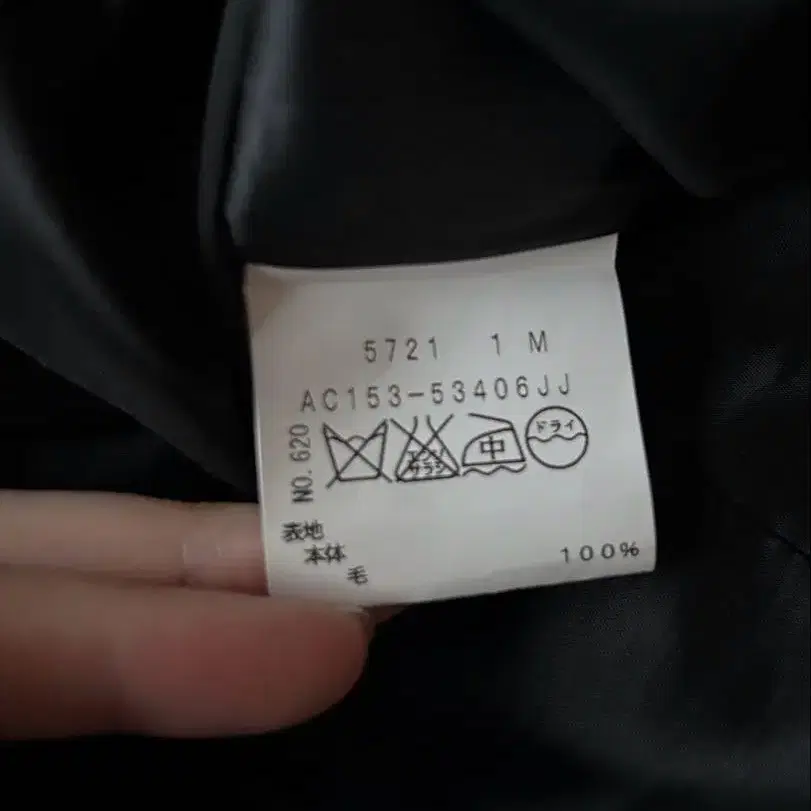 5721 1 M
AC153-53406JJ
NO. 620
エンソ
サラシ
中
ドライ
表地
本体
毛 100%